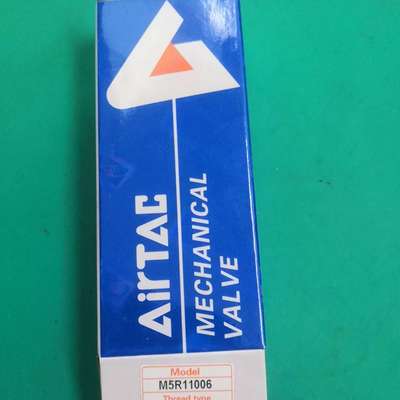 AirTAC
MECHANICAL
VALVE
Model
M5R11006
Thread type